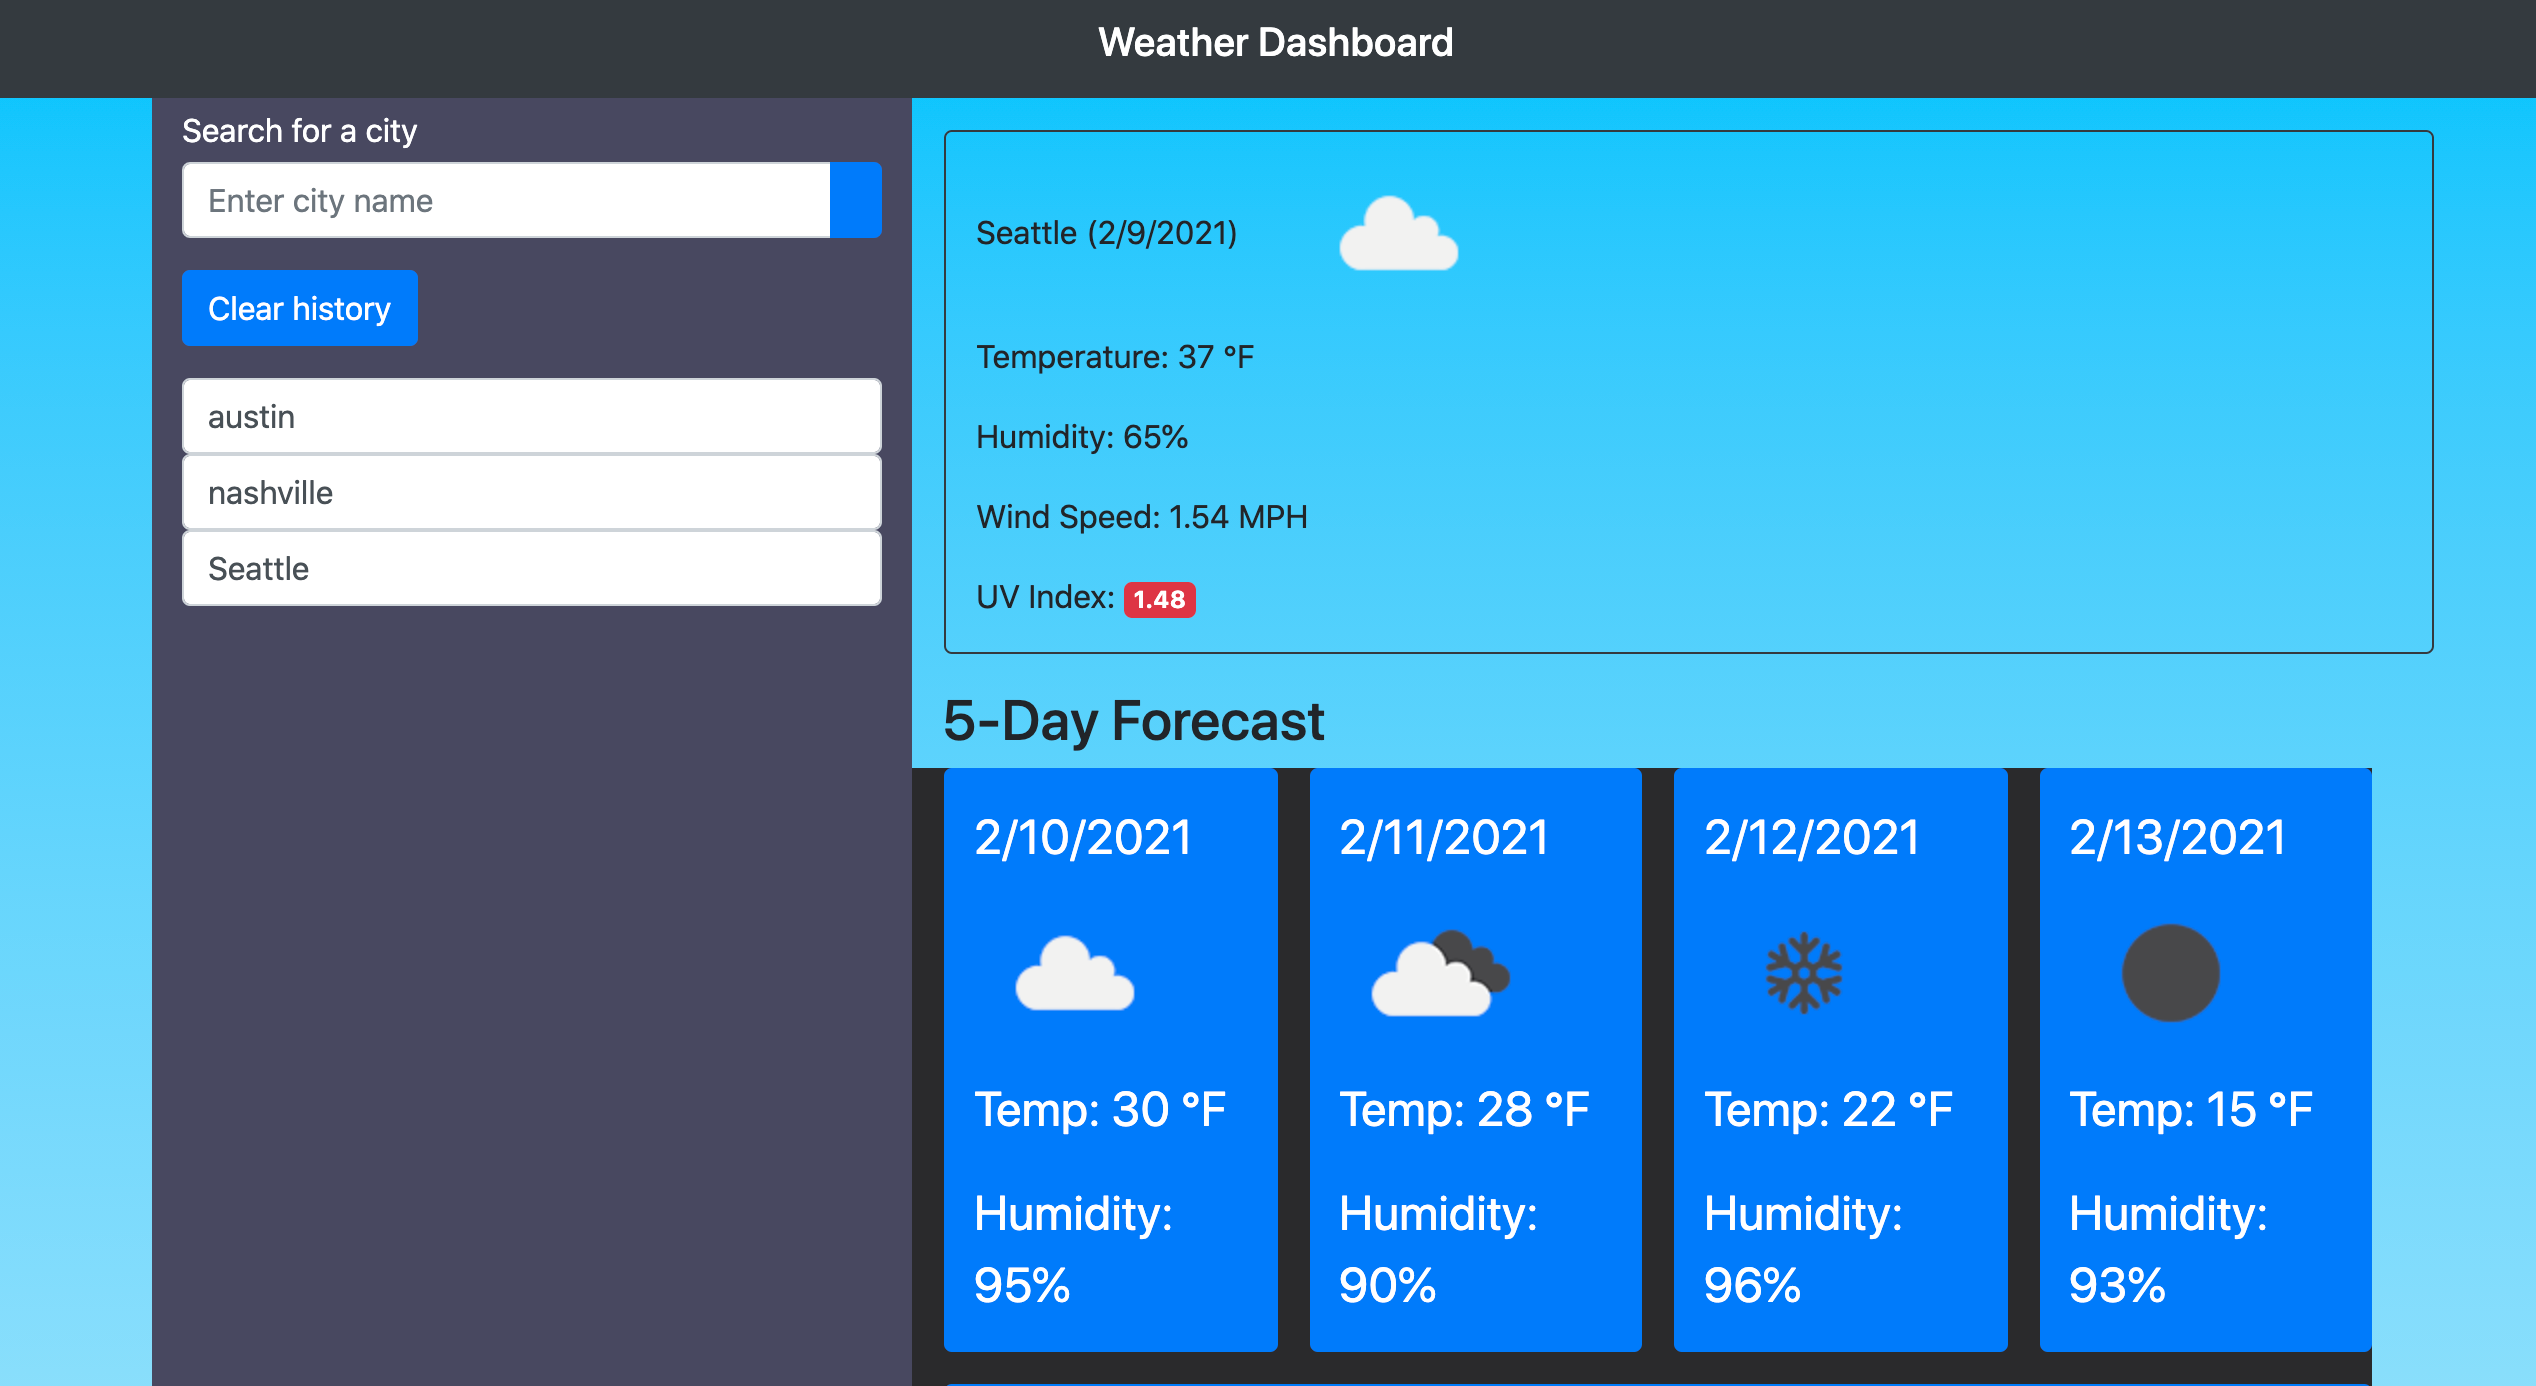 Weather Dashboard
Search for a city
Enter city name
Clear history
austin
nashville
Seattle
Seattle (2/9/2021)
Temperature: 37 °F
Humidity: 65%
Wind Speed: 1.54 MPH
UV Index: 1.48
5-Day Forecast
2/10/2021
Temp: 30 °F
Humidity:
95%
2/11/2021
Temp: 28 °F
Humidity:
90%
2/12/2021
Temp: 22 °F
Humidity:
96%
2/13/2021
Temp: 15 °F
Humidity:
93%